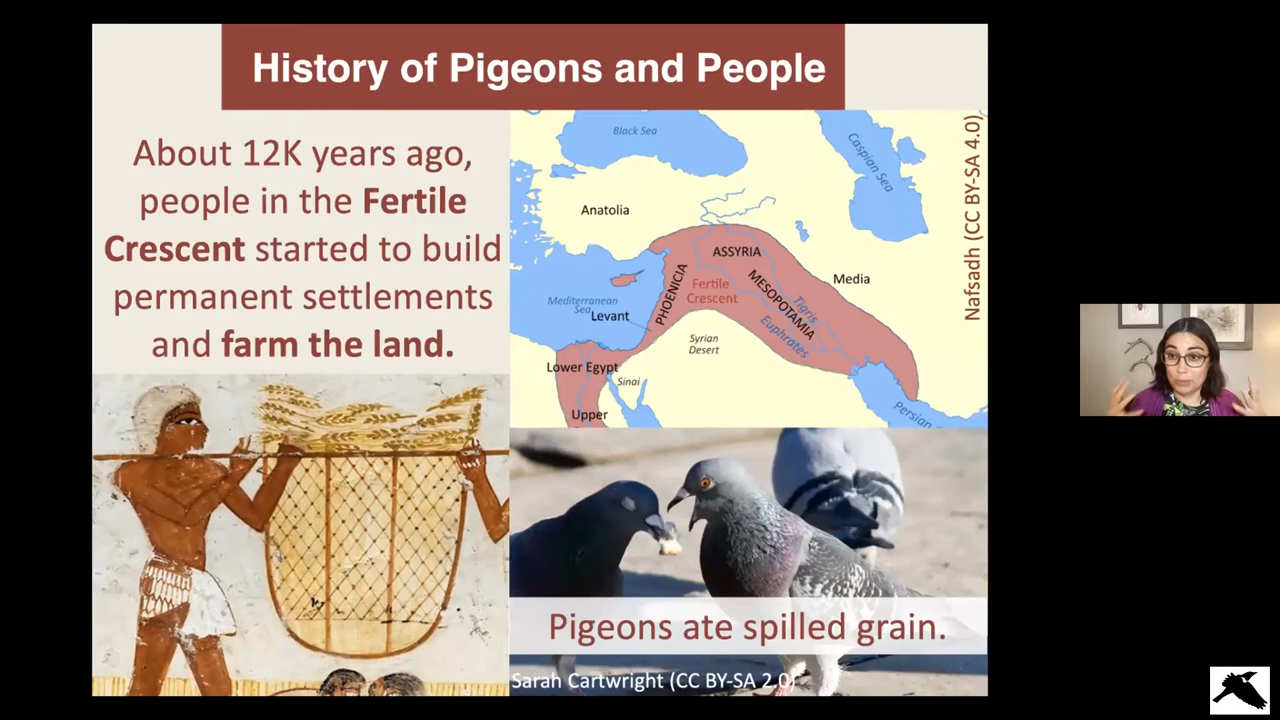 History of Pigeons and People
About 12K years ago,
people in the Fertile
Crescent started to build
permanent settlements
and farm the land.
Black Sea
Caspian Sea
Anatolia
ASSYRIA
PHOENICIA
Fertile
Crescent
MESOPOTAMIA
Media
Tigris
Euphrates
Mediterranean
Sea
Levant
Syrian
Desert
Lower Egypt
Sinai
Upper
Persian
Nafsadh (CC BY-SA 4.0)
Pigeons ate spilled grain.
Sarah Cartwright (CC BY-SA 2.0)